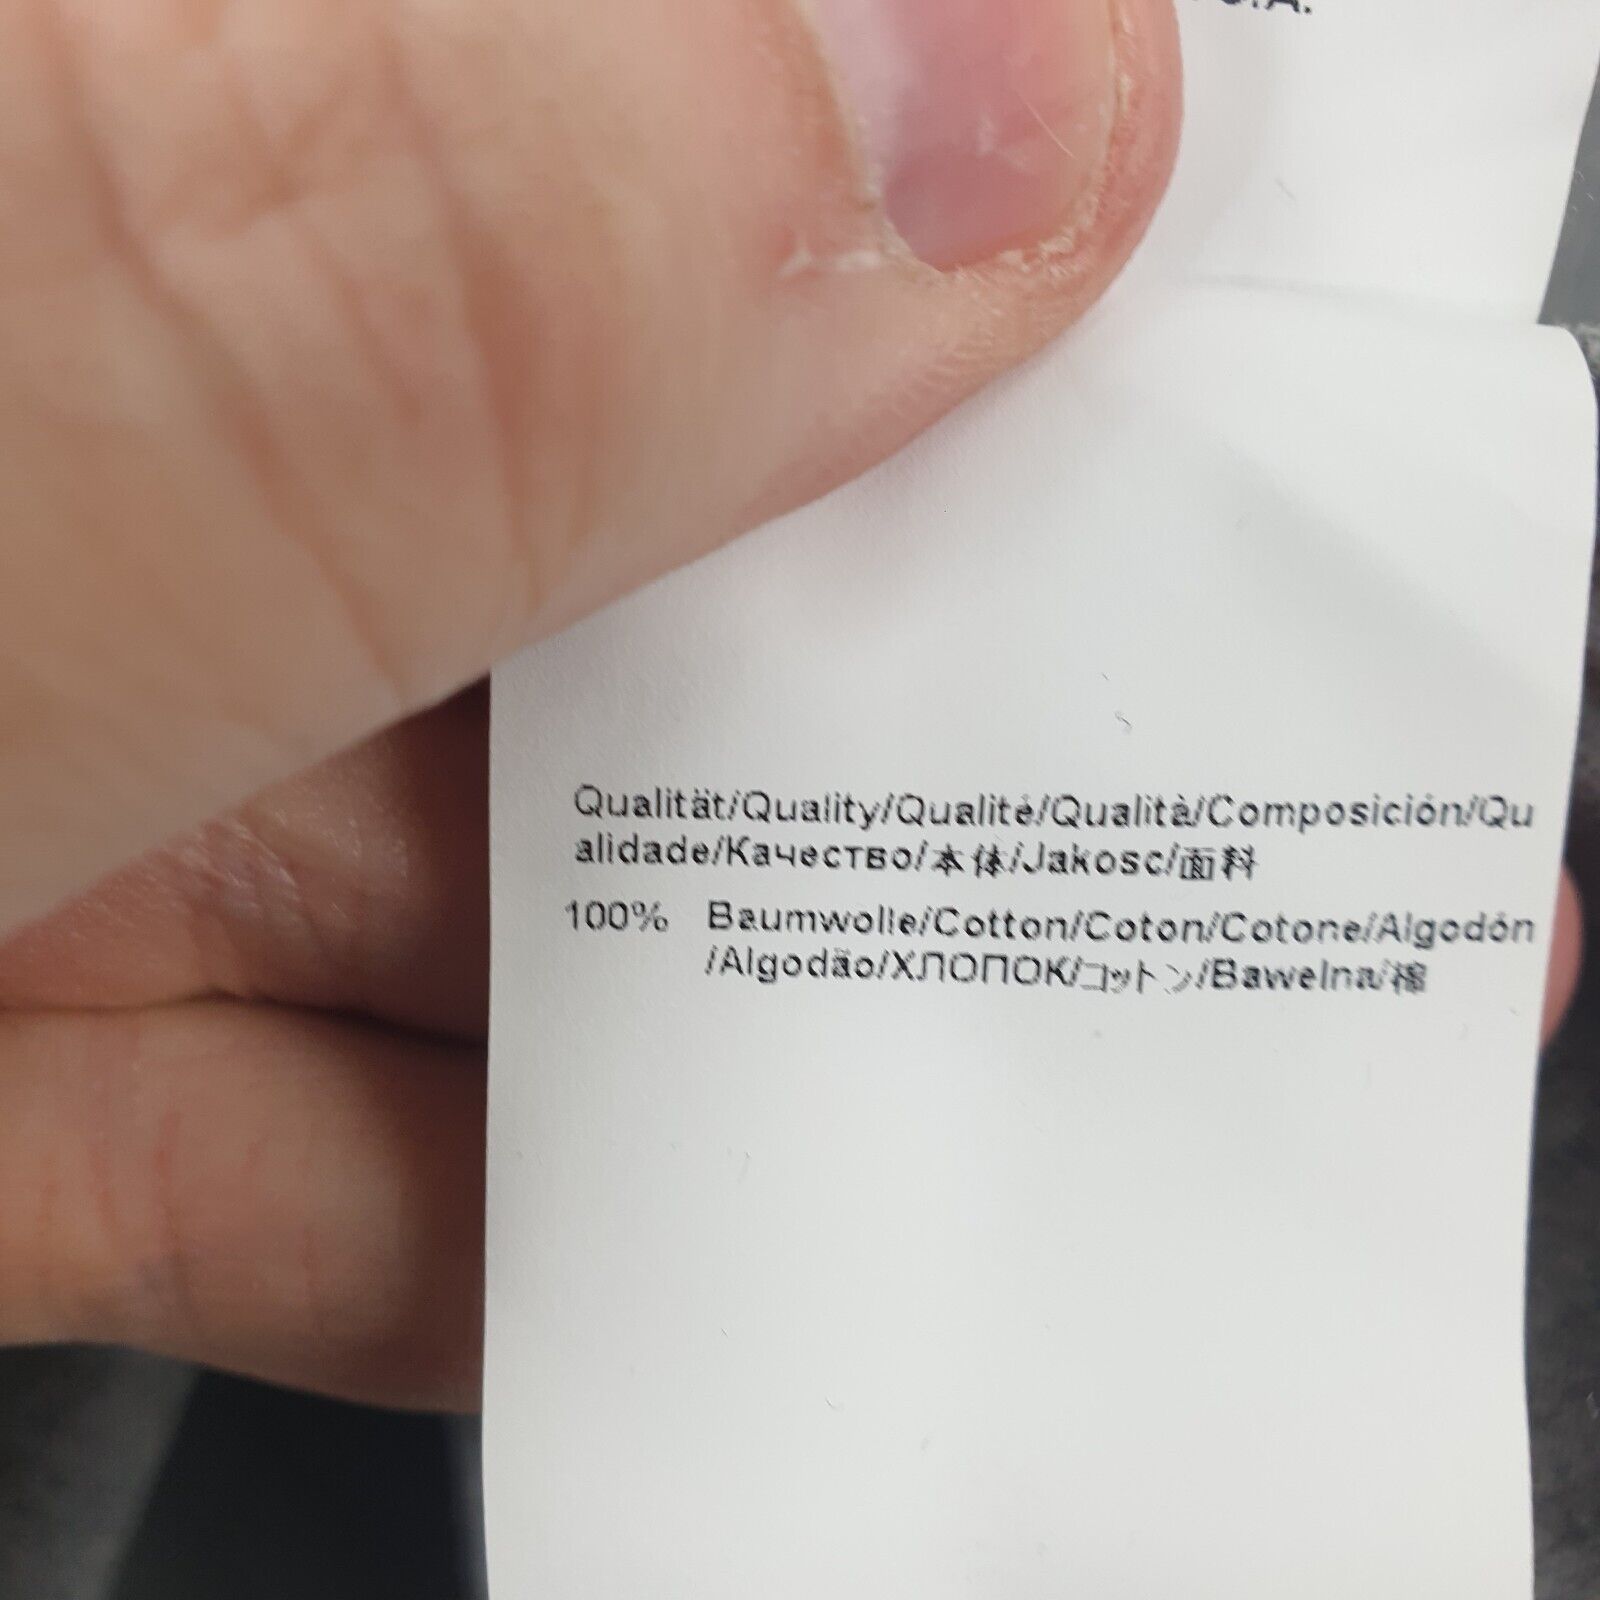 Qualität/Quality/Qualité/Qualità/Composición/Qu
alidade/Качество/本体/Jakosc/面料
100% Baumwolle/Cotton/Coton/Cotone/Algodón
/Algodão/ХЛОПОК/コットン/Bawelna/棉